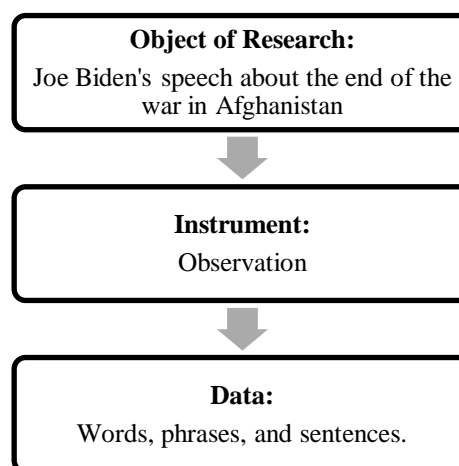 Object of Research:
Joe Biden's speech about the end of the
war in Afghanistan
Instrument:
Observation
Data:
Words, phrases, and sentences.